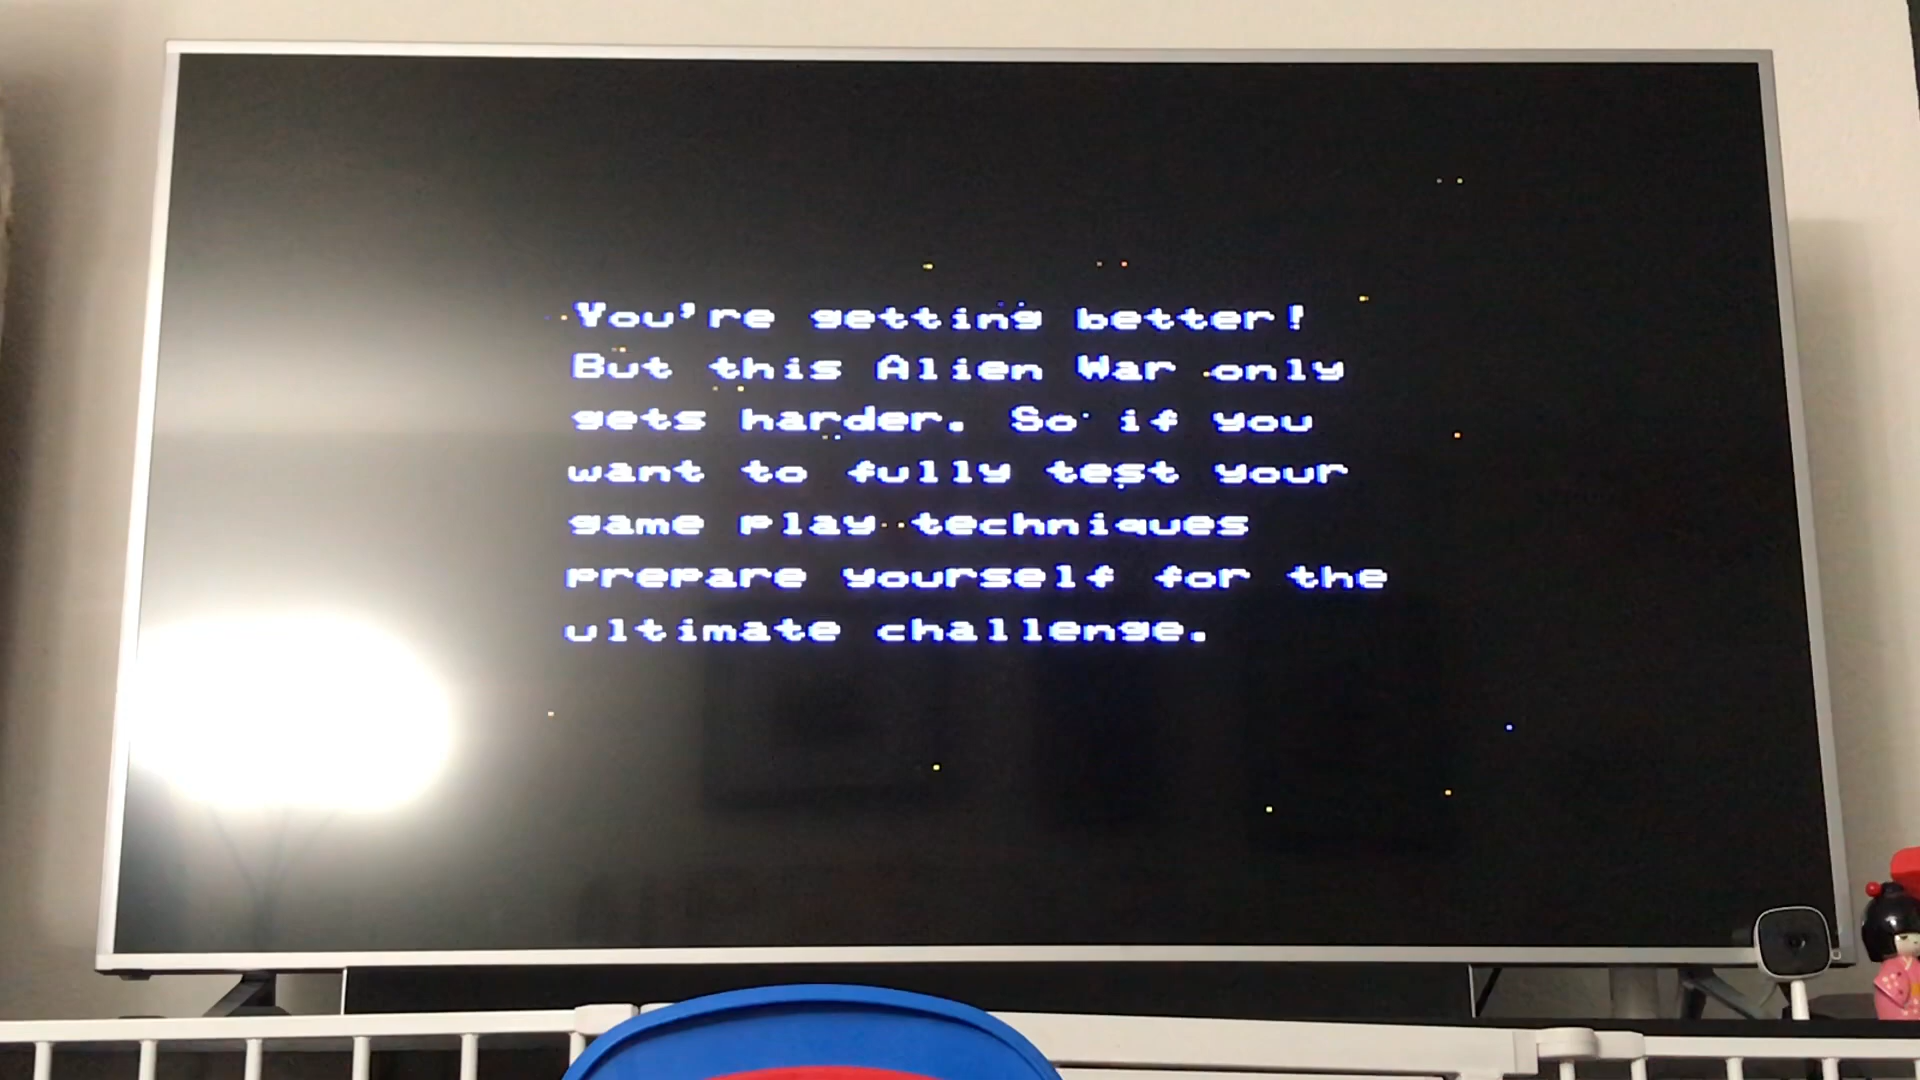 You're getting better!
But this Alien War only
gets harder. So if you
want to fully test your
game play techniques
prepare yourself for the
ultimate challenge.